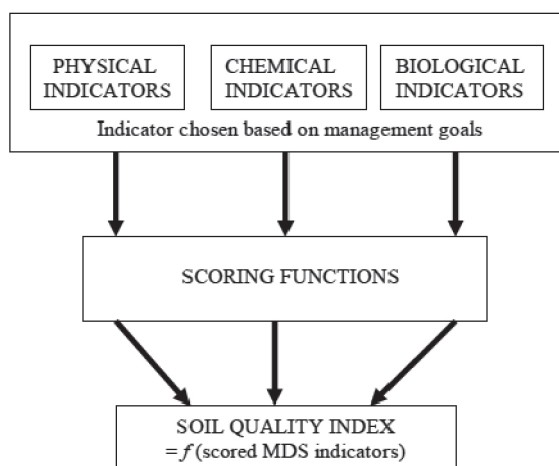 PHYSICAL
INDICATORS
CHEMICAL
INDICATORS
BIOLOGICAL
INDICATORS
Indicator chosen based on management goals
SCORING FUNCTIONS
SOIL QUALITY INDEX
= f (scored MDS indicators)